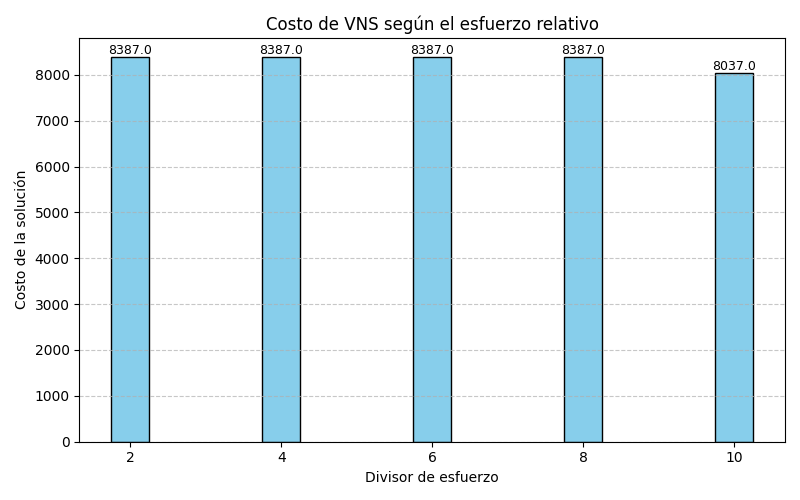 Costo de VNS según el esfuerzo relativo
8387.0 8387.0 8387.0 8387.0 8037.0
Costo de la solución
8000
7000
6000
5000
4000
3000
2000
1000
0
2 4 6 8 10
Divisor de esfuerzo